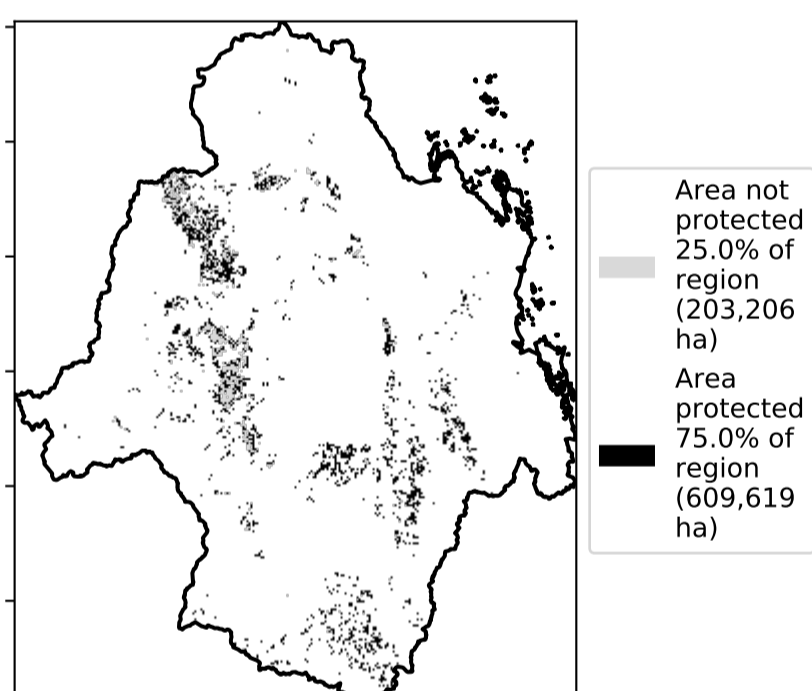 Area not
protected
25.0% of
region
(203,206
ha)
Area
protected
75.0% of
region
(609,619
ha)